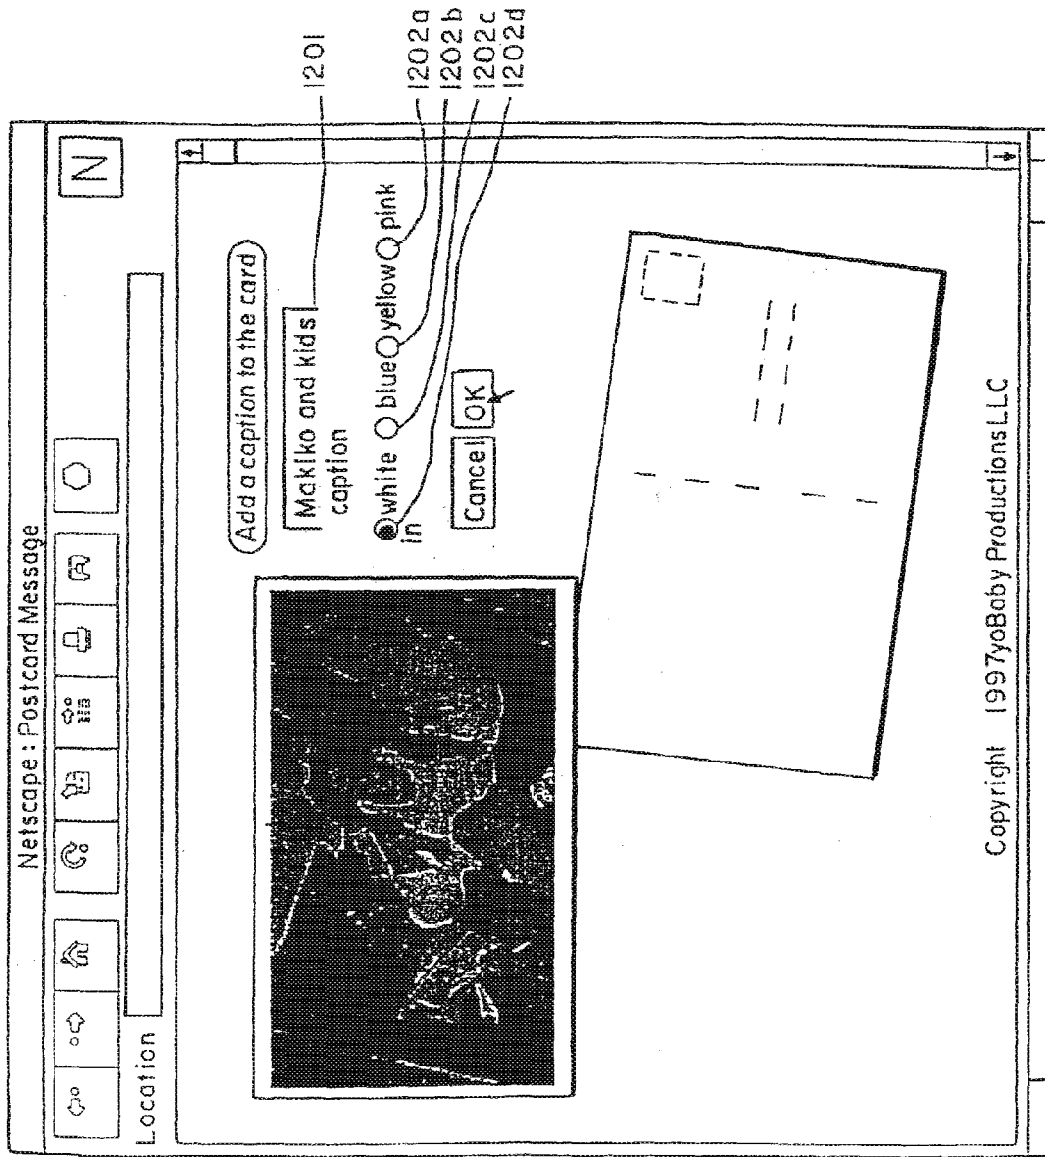 Netscape: Postcard Message
N
Location
Add a caption to the card
Makiko and kids
caption
white blue yellow pink
in
Cancel OK
1201
1202a
1202b
1202c
1202d
Copyright 1997yoBaby Productions LLC